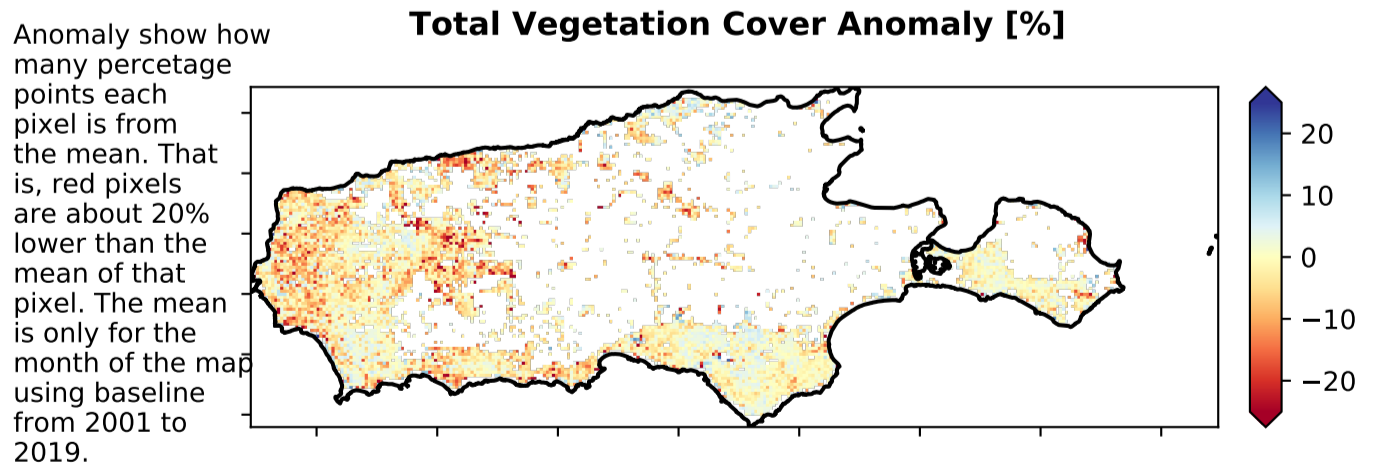 Total Vegetation Cover Anomaly [%]
Anomaly show how
many percetage
points each
pixel is from
the mean. That
is, red pixels
are about 20%
lower than the
mean of that
pixel. The mean
is only for the
month of the map
using baseline
from 2001 to
2019.
20
10
0
−10
−20